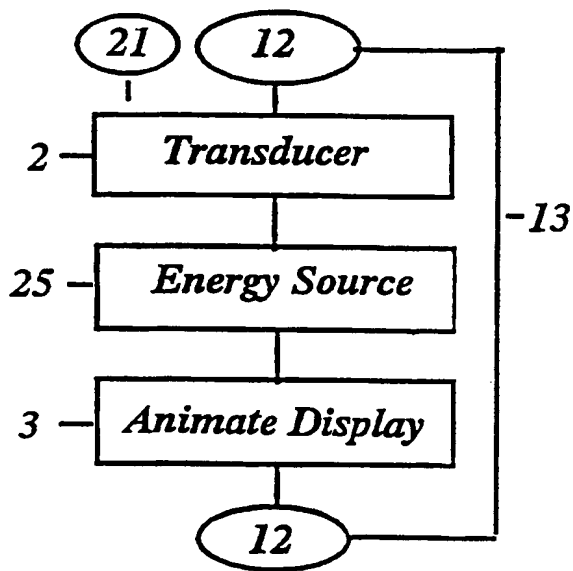 21 12
2 Transducer
13
25 Energy Source
3 Animate Display
12